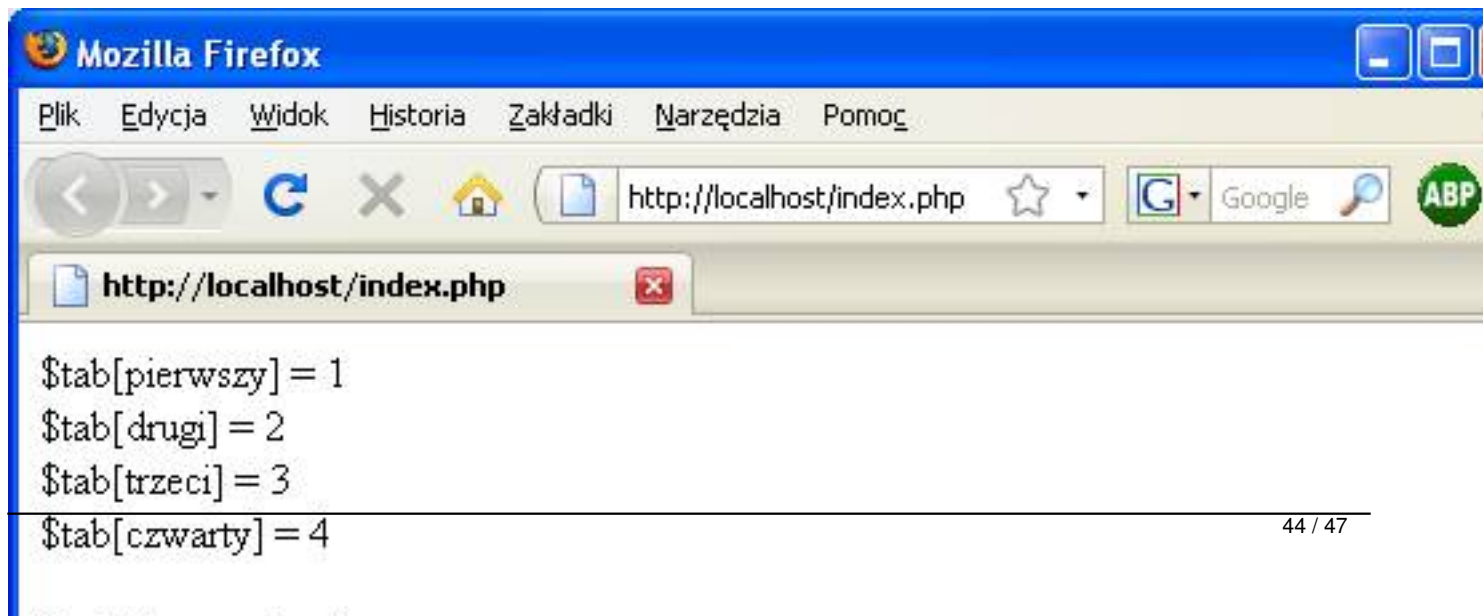 Mozilla Firefox
Plik Edycja Widok Historia Zakładki Narzędzia Pomoc
http://localhost/index.php G Google ABP
http://localhost/index.php
$tab[pierwszy] = 1
$tab[drugi] = 2
$tab[trzeci] = 3
$tab[czwarty] = 4
44 / 47